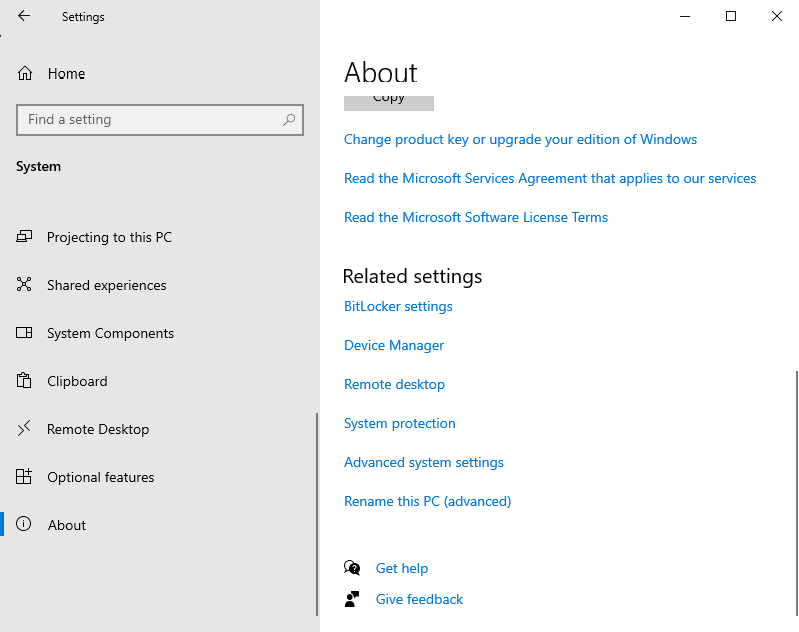 Settings
Home
Find a setting
System
Projecting to this PC
Shared experiences
System Components
Clipboard
Remote Desktop
Optional features
About
About
Copy
Change product key or upgrade your edition of Windows
Read the Microsoft Services Agreement that applies to our services
Read the Microsoft Software License Terms
Related settings
BitLocker settings
Device Manager
Remote desktop
System protection
Advanced system settings
Rename this PC (advanced)
Get help
Give feedback